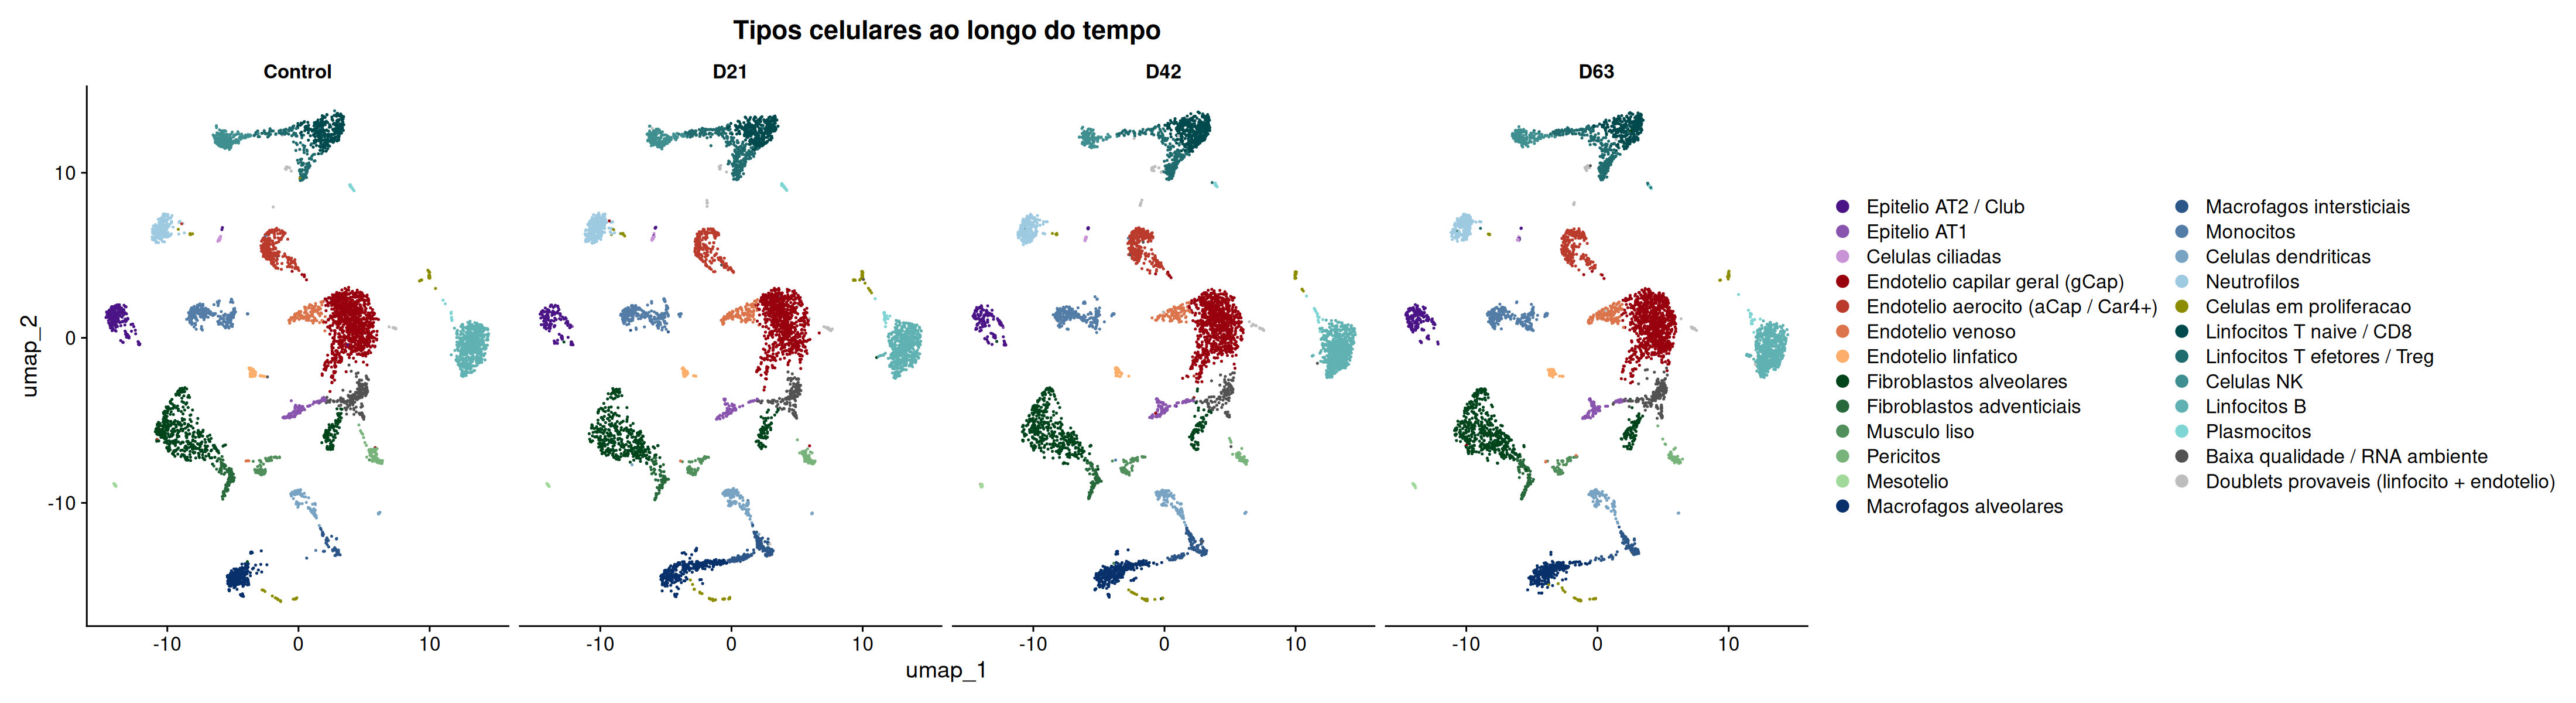 Tipos celulares ao longo do tempo
Control
D21
D42
D63
umap_2
10
0
-10
-10
0
10
-10
0
10
-10
0
10
-10
0
10
umap_1
Epitelio AT2 / Club
Epitelio AT1
Celulas ciliadas
Endotelio capilar geral (gCap)
Endotelio aerocito (aCap / Car4+)
Endotelio venoso
Endotelio linfatico
Fibroblastos alveolares
Fibroblastos adventiciais
Musculo liso
Pericitos
Mesotelio
Macrofagos alveolares
Macrofagos intersticiais
Monocitos
Celulas dendriticas
Neutrofilos
Celulas em proliferacao
Linfocitos T naive / CD8
Linfocitos T efetores / Treg
Celulas NK
Linfocitos B
Plasmocitos
Baixa qualidade / RNA ambiente
Doublets provaveis (linfocito + endotelio)